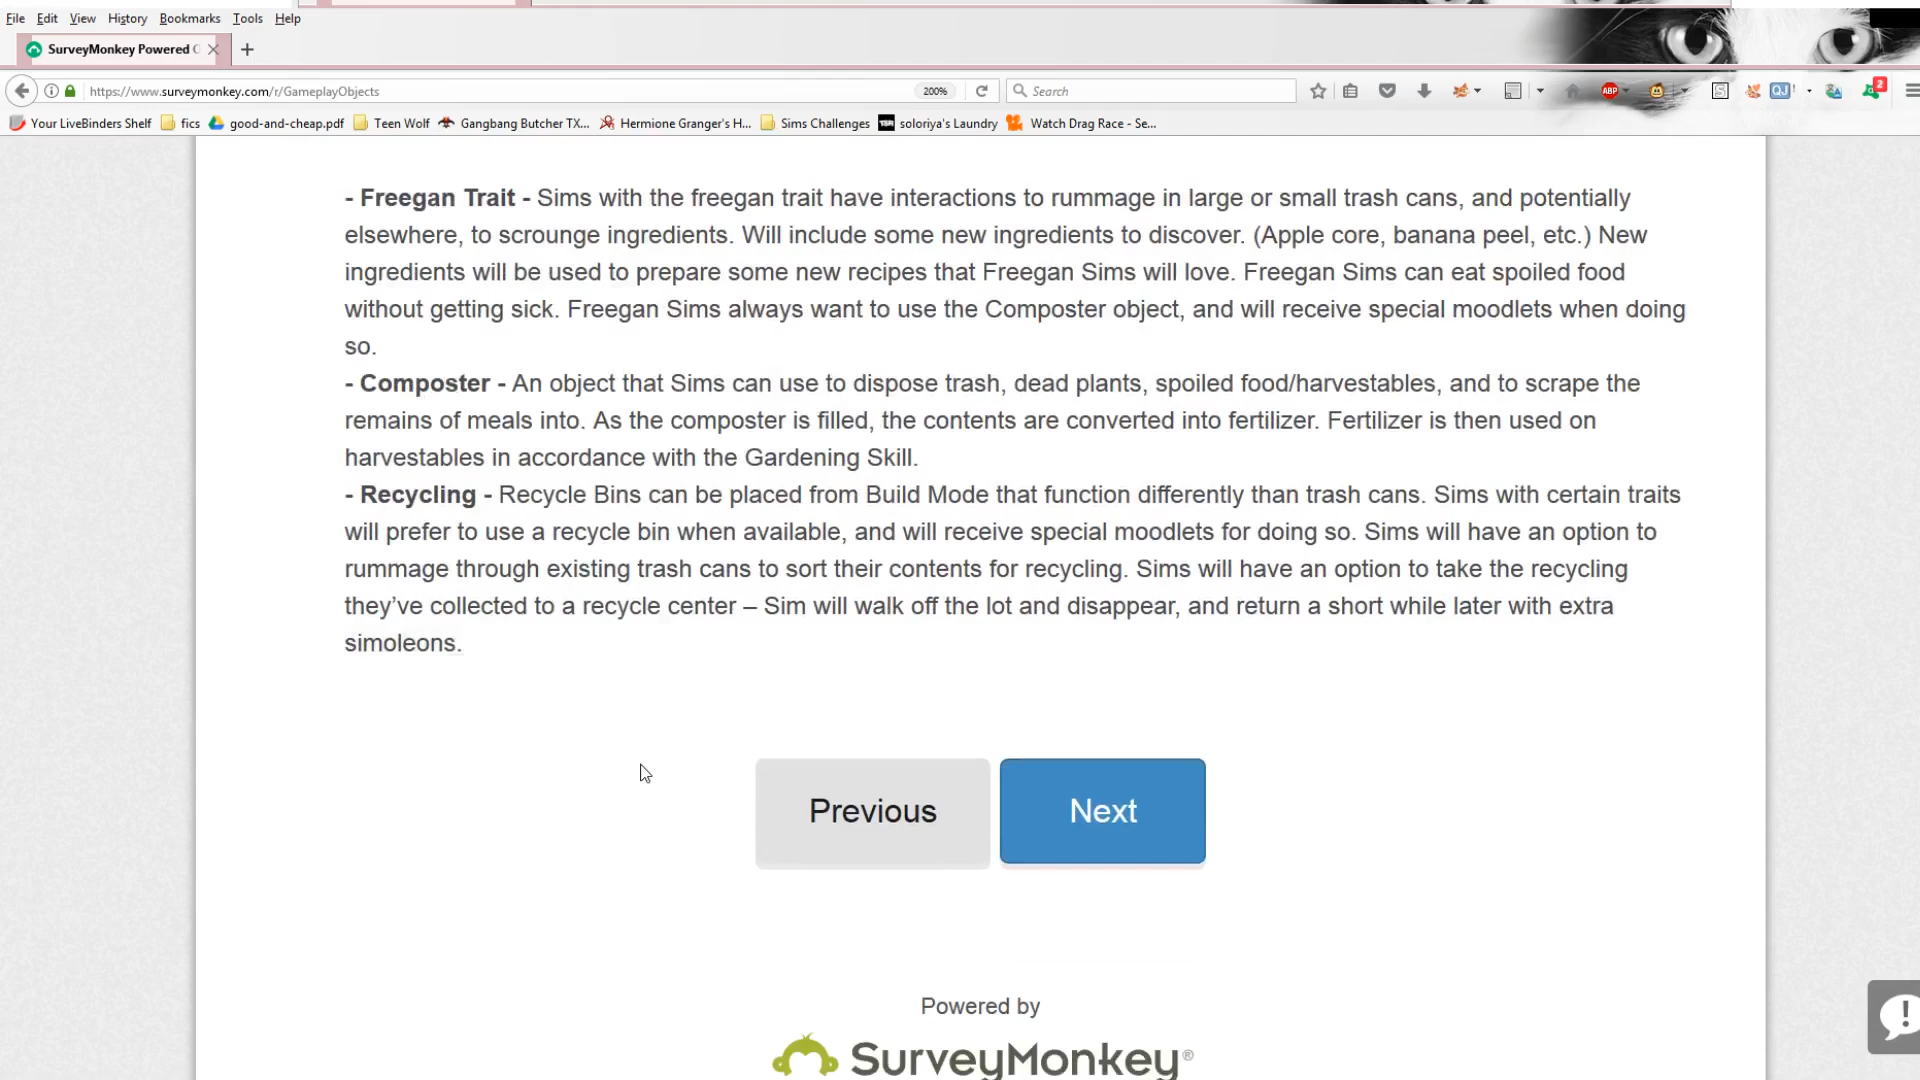 File Edit View History Bookmarks Tools Help
SurveyMonkey Powered
https://www.surveymonkey.com/r/GameplayObjects 200% Search ABP S QJ 2
Your LiveBinders Shelf fics good-and-cheap.pdf Teen Wolf Gangbang Butcher TX... Hermione Granger's H... Sims Challenges TSR soloriya's Laundry Watch Drag Race - Se...
- Freegan Trait - Sims with the freegan trait have interactions to rummage in large or small trash cans, and potentially
elsewhere, to scrounge ingredients. Will include some new ingredients to discover. (Apple core, banana peel, etc.) New
ingredients will be used to prepare some new recipes that Freegan Sims will love. Freegan Sims can eat spoiled food
without getting sick. Freegan Sims always want to use the Composter object, and will receive special moodlets when doing
so.
- Composter - An object that Sims can use to dispose trash, dead plants, spoiled food/harvestables, and to scrape the
remains of meals into. As the composter is filled, the contents are converted into fertilizer. Fertilizer is then used on
harvestables in accordance with the Gardening Skill.
- Recycling - Recycle Bins can be placed from Build Mode that function differently than trash cans. Sims with certain traits
will prefer to use a recycle bin when available, and will receive special moodlets for doing so. Sims will have an option to
rummage through existing trash cans to sort their contents for recycling. Sims will have an option to take the recycling
they've collected to a recycle center – Sim will walk off the lot and disappear, and return a short while later with extra
simoleons.
Previous Next
Powered by
SurveyMonkey®